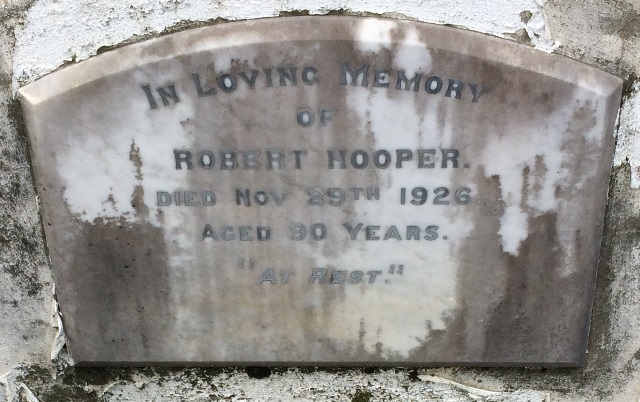 IN LOVING MEMORY
OF
ROBERT HOOPER.
DIED NOV 29TH 1926
AGED 90 YEARS.
"AT REST."